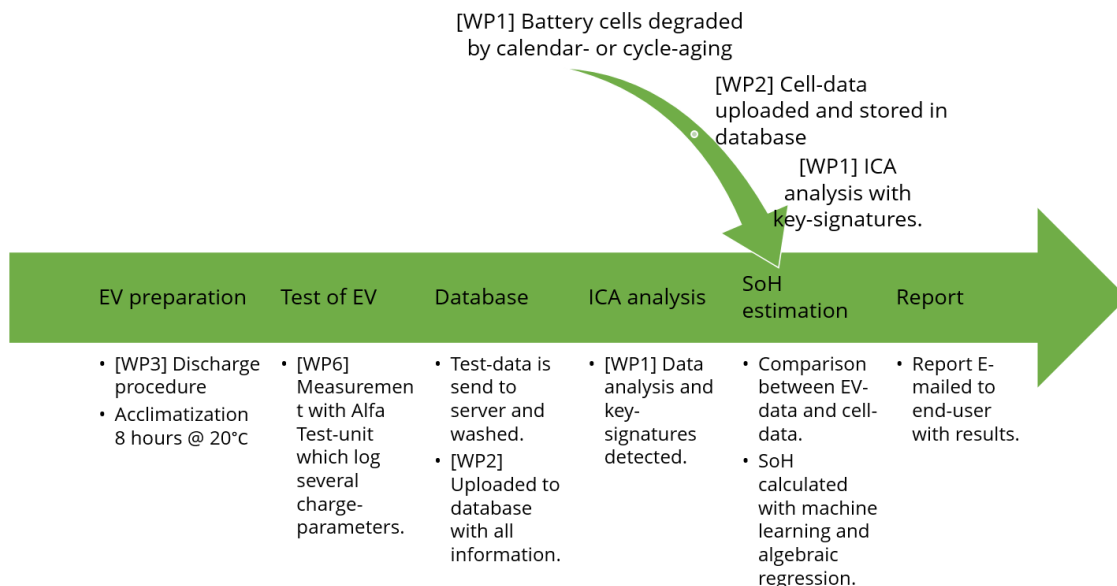 [WP1] Battery cells degraded
by calendar- or cycle-aging
[WP2] Cell-data
uploaded and stored in
database
[WP1] ICA
analysis with
key-signatures.
EV preparation
• [WP3] Discharge
procedure
• Acclimatization
8 hours @ 20°C
Test of EV
• [WP6]
Measuremen
t with Alfa
Test-unit
which log
several
charge-
parameters.
Database
• Test-data is
send to
server and
washed.
• [WP2]
Uploaded to
database
with all
information.
ICA analysis
• [WP1] Data
analysis and
key-
signatures
detected.
SoH
estimation
• Comparison
between EV-
data and cell-
data.
• SoH
calculated
with machine
learning and
algebraic
regression.
Report
• Report E-
mailed to
end-user
with results.